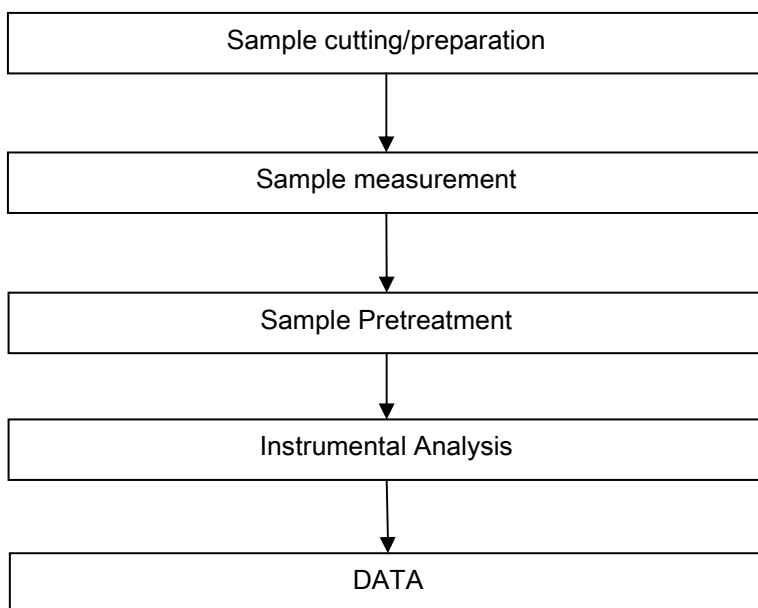 Sample cutting/preparation
Sample measurement
Sample Pretreatment
Instrumental Analysis
DATA